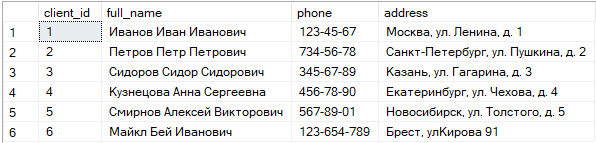 client_id full_name phone address
1 1 Иванов Иван Иванович 123-45-67 Москва, ул. Ленина, д. 1
2 2 Петров Петр Петрович 734-56-78 Санкт-Петербург, ул. Пушкина, д. 2
3 3 Сидоров Сидор Сидорович 345-67-89 Казань, ул. Гагарина, д. 3
4 4 Кузнецова Анна Сергеевна 456-78-90 Екатеринбург, ул. Чехова, д. 4
5 5 Смирнов Алексей Викторович 567-89-01 Новосибирск, ул. Толстого, д. 5
6 6 Майкл Бей Иванович 123-654-789 Брест, улКирова 91